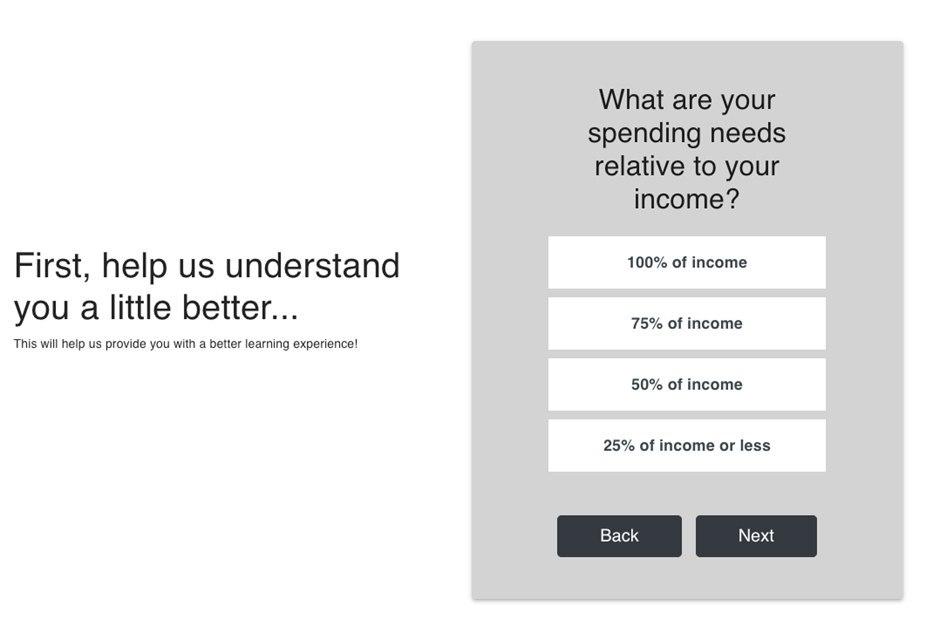 First, help us understand
you a little better...
This will help us provide you with a better learning experience!
What are your
spending needs
relative to your
income?
100% of income
75% of income
50% of income
25% of income or less
Back
Next